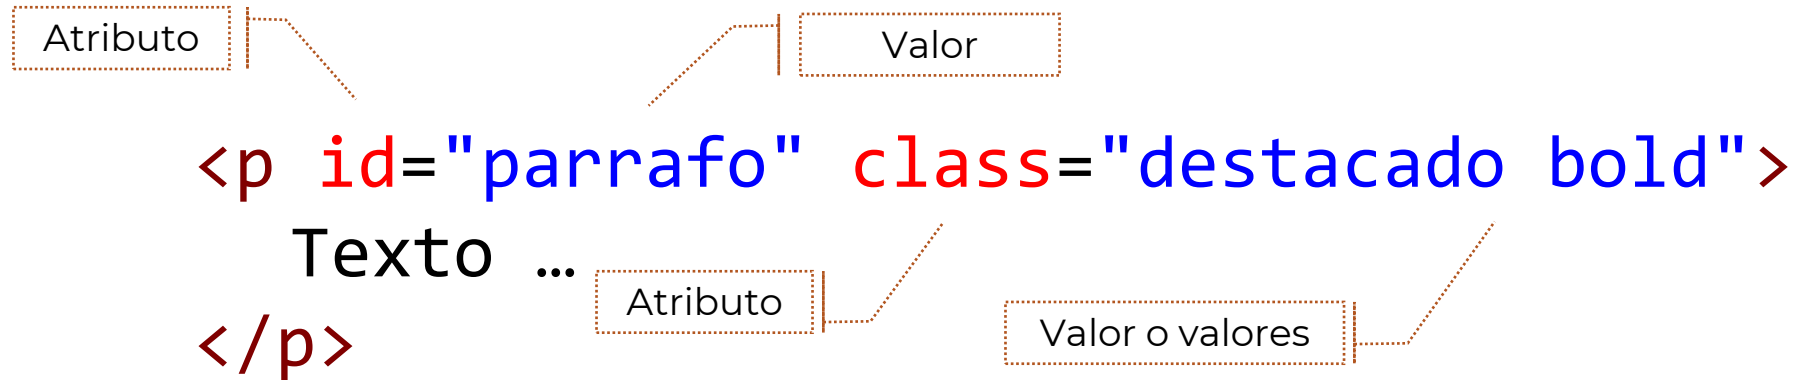 Atributo
Valor
<p id="parrafo" class="destacado bold">
Texto …
Atributo
Valor o valores
</p>